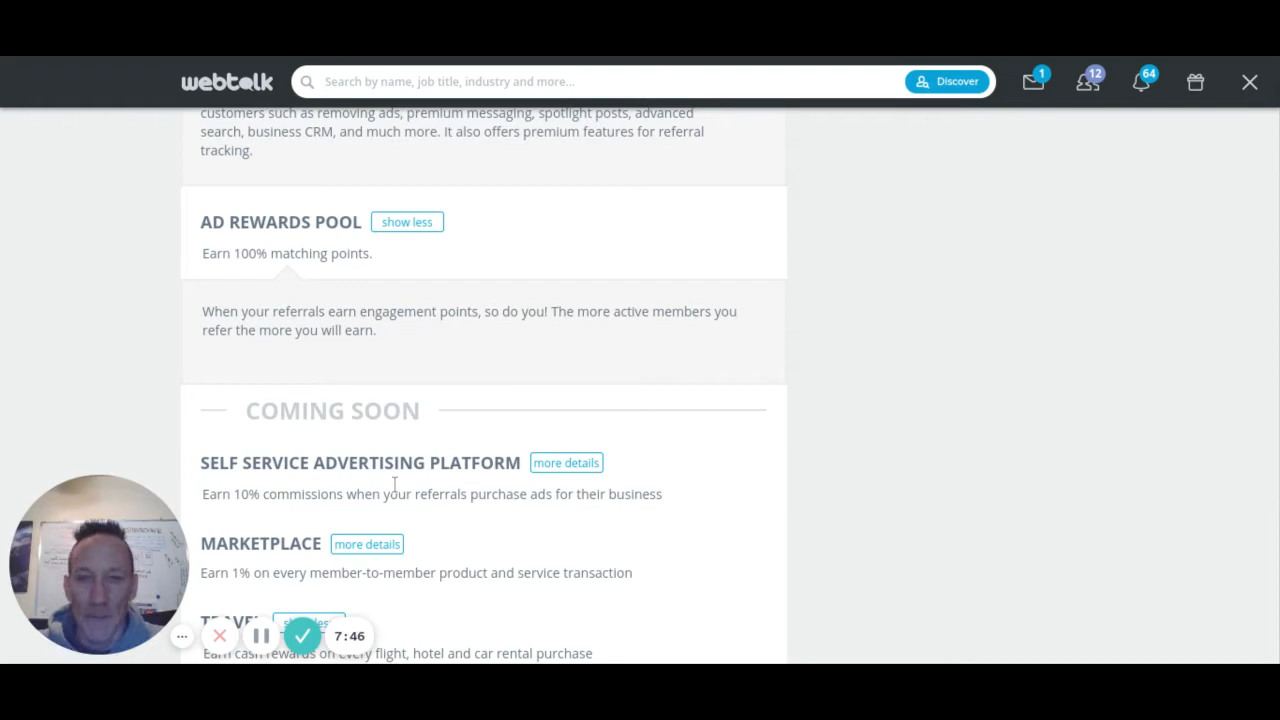 webtalk
Search by name, job title, industry and more...
Discover
1
12
64
customers such as removing ads, premium messaging, spotlight posts, advanced
search, business CRM, and much more. It also offers premium features for referral
tracking.
AD REWARDS POOL show less
Earn 100% matching points.
When your referrals earn engagement points, so do you! The more active members you
refer the more you will earn.
COMING SOON
SELF SERVICE ADVERTISING PLATFORM more details
Earn 10% commissions when your referrals purchase ads for their business
MARKETPLACE more details
Earn 1% on every member-to-member product and service transaction
TRAVEL show less
7:46
Earn cash rewards on every flight, hotel and car rental purchase